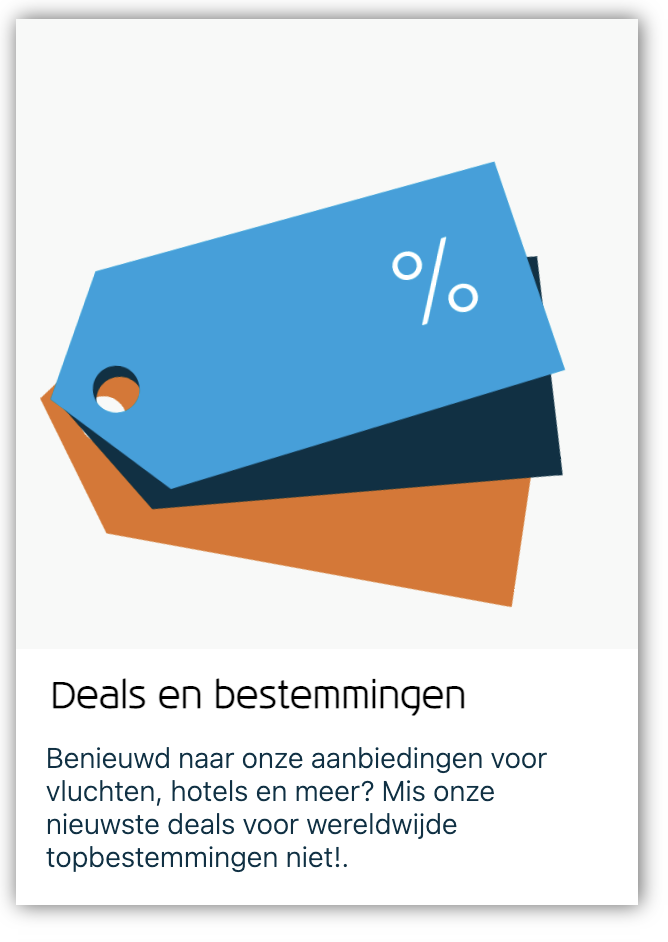 %
Deals en bestemmingen
Benieuwd naar onze aanbiedingen voor
vluchten, hotels en meer? Mis onze
nieuwste deals voor wereldwijde
topbestemmingen niet!.